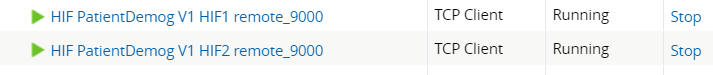 HIF PatientDemog V1 HIF1 remote_9000 TCP Client Running Stop
HIF PatientDemog V1 HIF2 remote_9000 TCP Client Running Stop